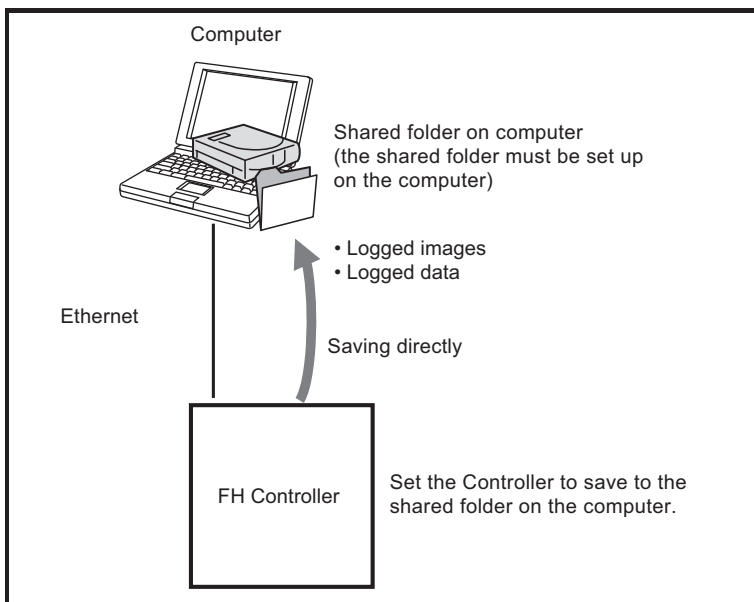 Computer
Shared folder on computer
(the shared folder must be set up
on the computer)
• Logged images
• Logged data
Ethernet
Saving directly
FH Controller
Set the Controller to save to the
shared folder on the computer.